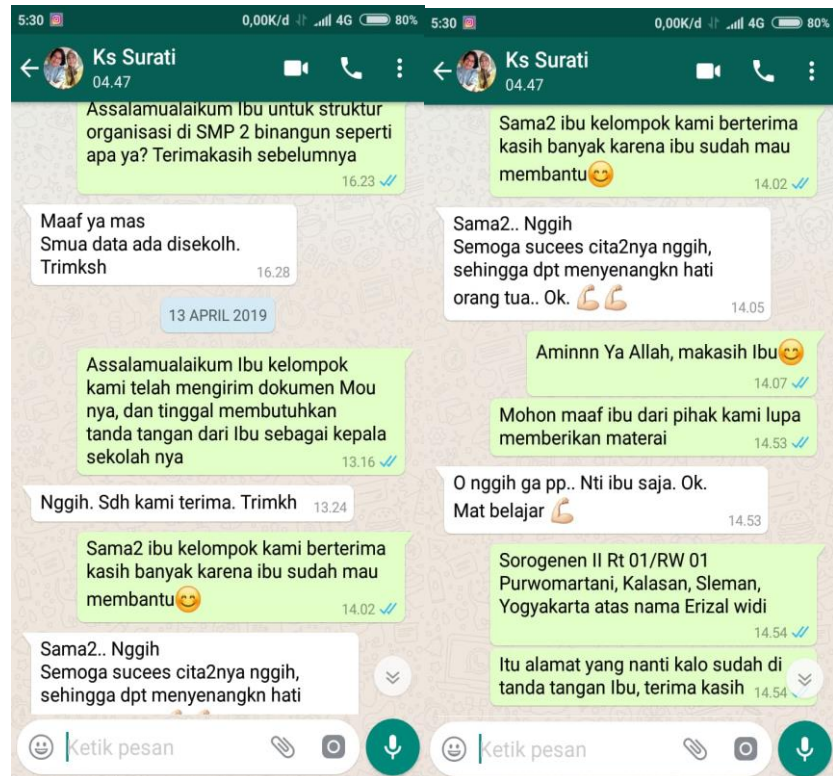 5:30
0,00K/d
4G
80%
Ks Surati
04.47
Assalamualaikum Ibu untuk struktur
organisasi di SMP 2 binangun seperti
apa ya? Terimakasih sebelumnya
16.23
Maaf ya mas
Smua data ada disekolh.
Trimksh
16.28
13 APRIL 2019
Assalamualaikum Ibu kelompok
kami telah mengirim dokumen Mou
nya, dan tinggal membutuhkan
tanda tangan dari Ibu sebagai kepala
sekolah nya
13.16
Nggih. Sdh kami terima. Trimkh
13.24
Sama2 ibu kelompok kami berterima
kasih banyak karena ibu sudah mau
membantu😊
14.02
Sama2.. Nggih
Semoga sucees cita2nya nggih,
sehingga dpt menyenangkn hati
Ketik pesan
5:30
0,00K/d
4G
80%
Ks Surati
04.47
Sama2 ibu kelompok kami berterima
kasih banyak karena ibu sudah mau
membantu😊
14.02
Sama2.. Nggih
Semoga sucees cita2nya nggih,
sehingga dpt menyenangkn hati
orang tua.. Ok. 💪🏻💪🏻
14.05
Aminnn Ya Allah, makasih Ibu😊
14.07
Mohon maaf ibu dari pihak kami lupa
memberikan materai
14.53
O nggih ga pp.. Nti ibu saja. Ok.
Mat belajar 💪🏻
14.53
Sorogenen II Rt 01/RW 01
Purwomartani, Kalasan, Sleman,
Yogyakarta atas nama Erizal widi
14.54
Itu alamat yang nanti kalo sudah di
tanda tangan Ibu, terima kasih
14.54
Ketik pesan